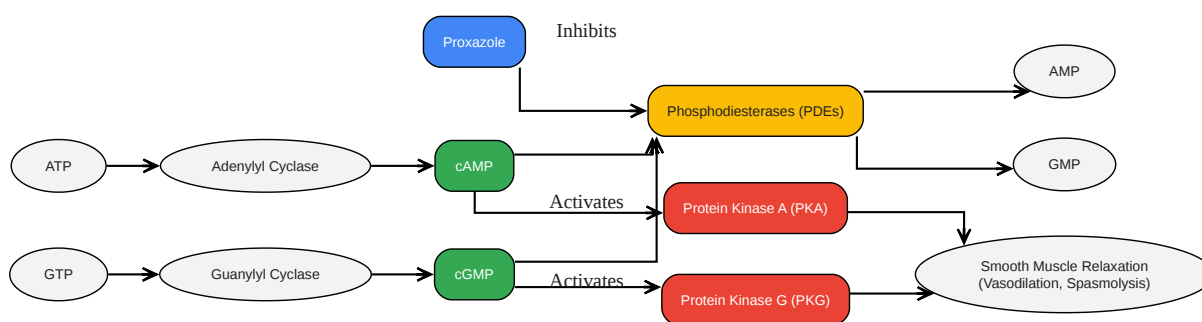 Proxazole
Inhibits
AMP
Phosphodiesterases (PDEs)
ATP
Adenylyl Cyclase
cAMP
GMP
Activates
Protein Kinase A (PKA)
GTP
Guanylyl Cyclase
cGMP
Activates
Protein Kinase G (PKG)
Smooth Muscle Relaxation
(Vasodilation, Spasmolysis)